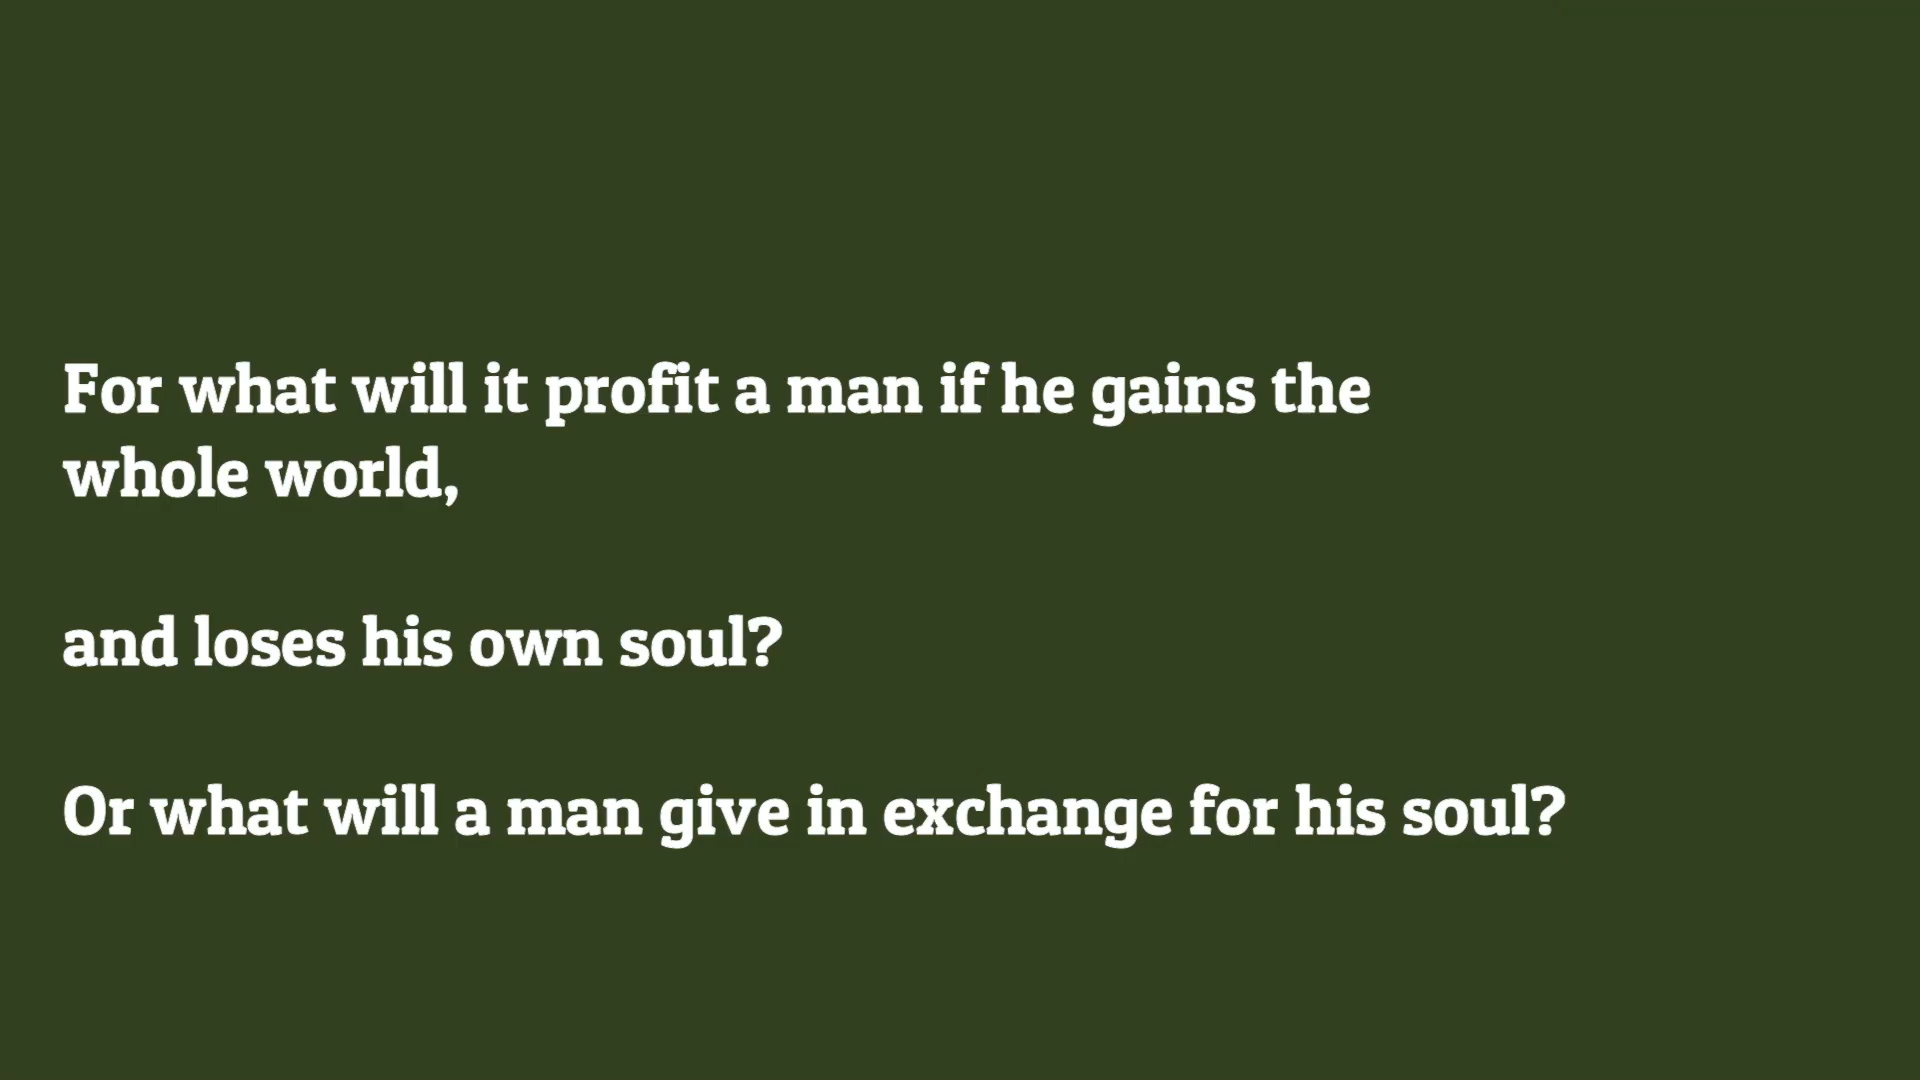 For what will it profit a man if he gains the
whole world,
and loses his own soul?
Or what will a man give in exchange for his soul?